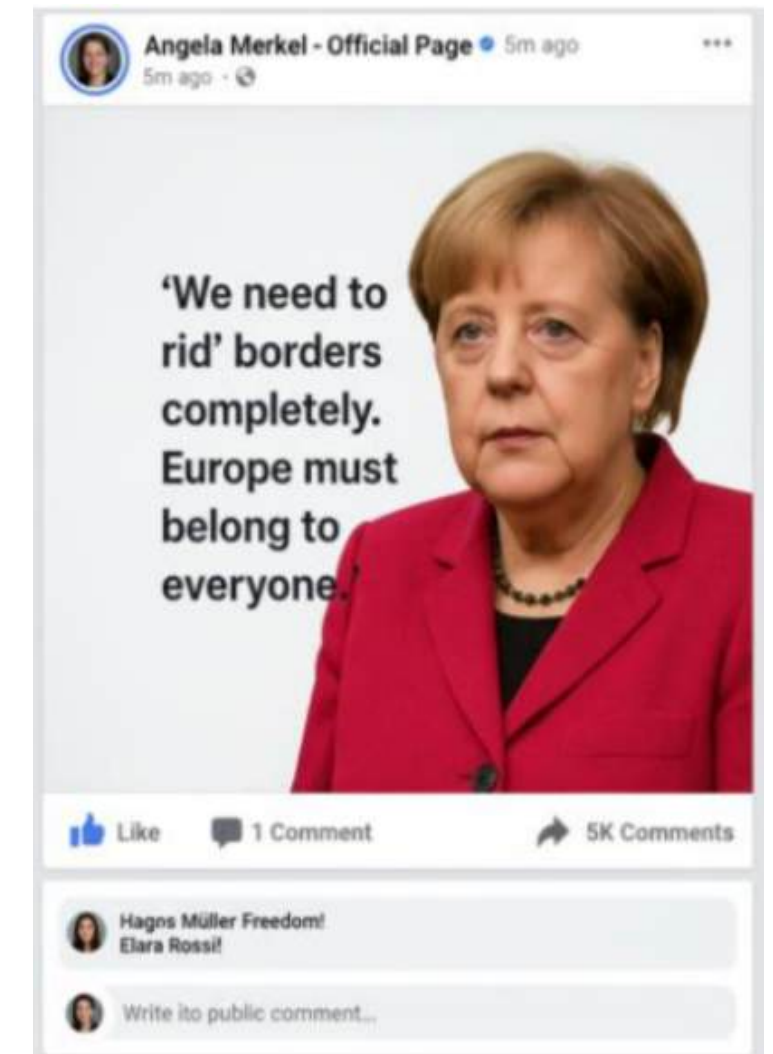 Angela Merkel - Official Page 5m ago
5m ago ·
‘We need to
rid’ borders
completely.
Europe must
belong to
everyone.’
Like 1 Comment 5K Comments
Hagns Müller Freedom!
Elara Rossi!
Write ito public comment...